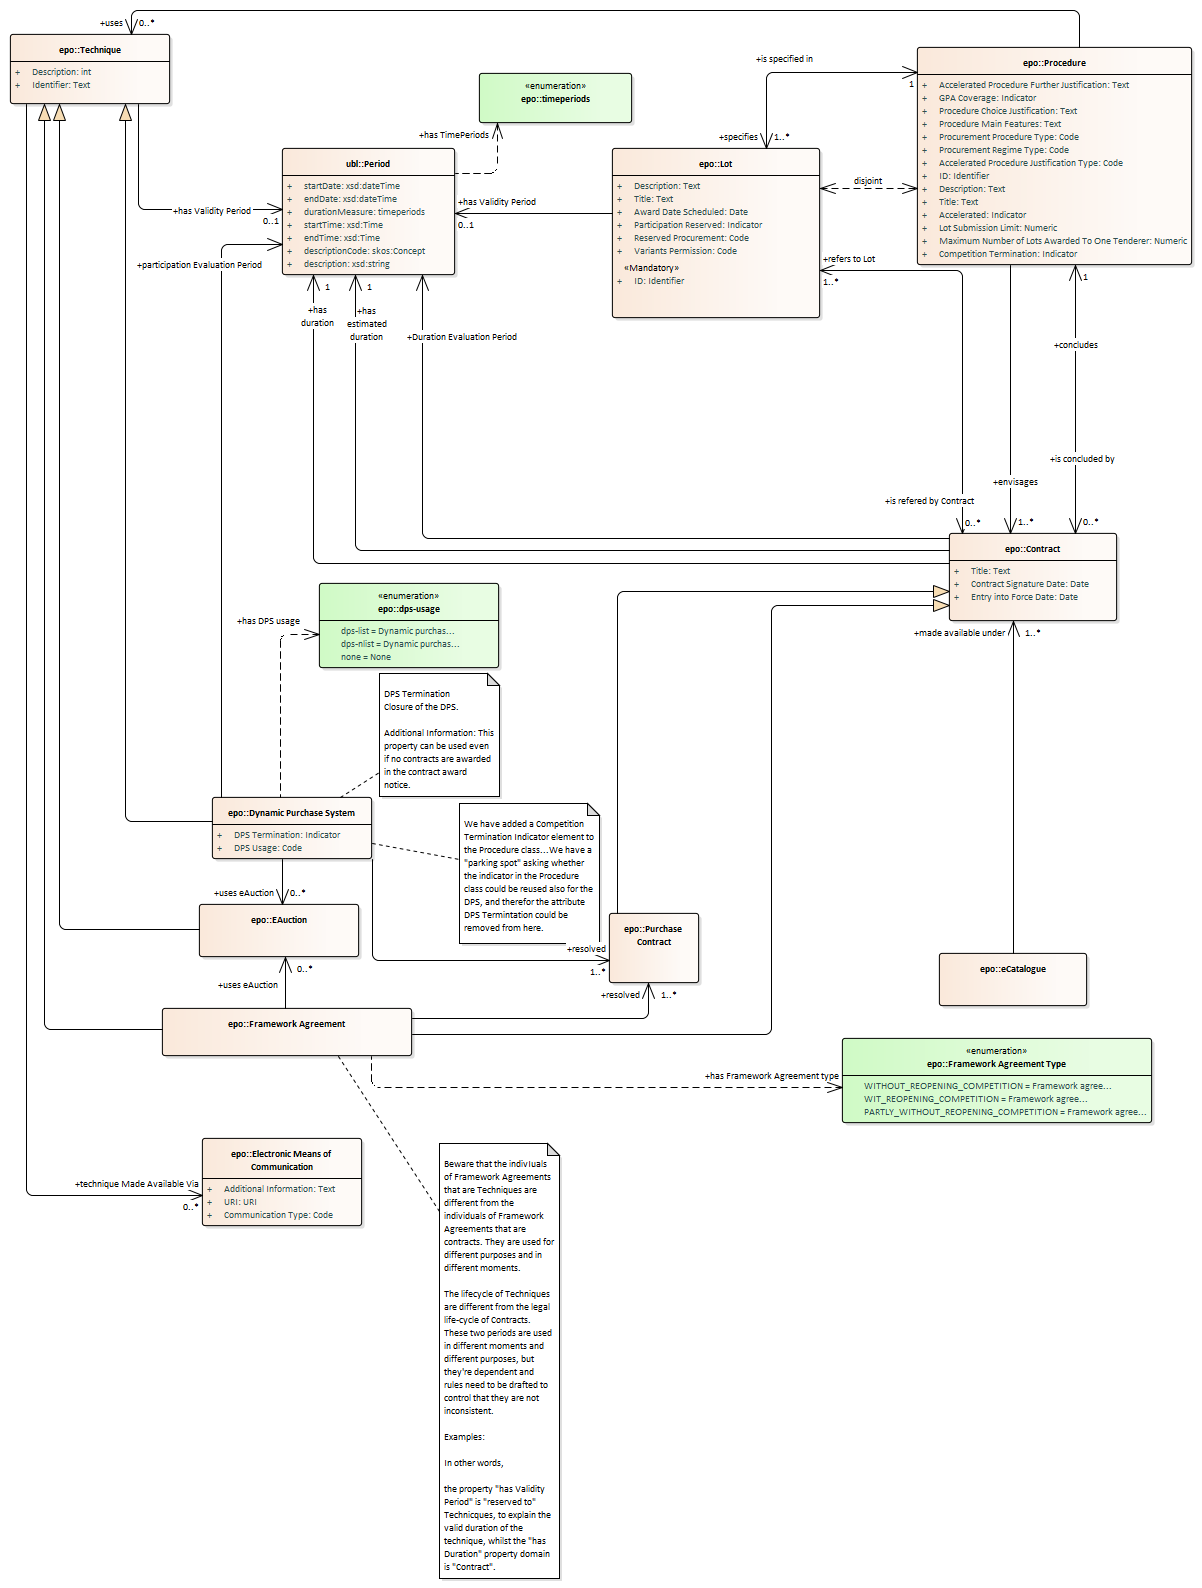 +uses
0..*
epo::Technique
+ Description: int
+ Identifier: Text
«enumeration»
epo::timeperiods
+has TimePeriods
+is specified in
1
epo::Procedure
+ Accelerated Procedure Further Justification: Text
+ GPA Coverage: Indicator
+ Procedure Choice Justification: Text
+ Procedure Main Features: Text
+ Procurement Procedure Type: Code
+ Procurement Regime Type: Code
+ Accelerated Procedure Justification Type: Code
+ ID: Identifier
+ Description: Text
+ Title: Text
+ Accelerated: Indicator
+ Lot Submission Limit: Numeric
+ Maximum Number of Lots Awarded To One Tenderer: Numeric
+ Competition Termination: Indicator
+specifies
1..*
ubl::Period
+ startDate: xsd:dateTime
+ endDate: xsd:dateTime
+ durationMeasure: timeperiods
+ startTime: xsd:Time
+ endTime: xsd:Time
+ descriptionCode: skos:Concept
+ description: xsd:string
epo::Lot
+ Description: Text
+ Title: Text
+ Award Date Scheduled: Date
+ Participation Reserved: Indicator
+ Reserved Procurement: Code
+ Variants Permission: Code
«Mandatory»
+ ID: Identifier
disjoint
+has Validity Period
0..1
+has Validity Period
0..1
+participation Evaluation Period
+refers to Lot
1..*
1
+has
duration
1
+has
estimated
duration
+Duration Evaluation Period
1
+concludes
+is concluded by
0..*
+envisages
1..*
+is refered by Contract
0..*
epo::Contract
+ Title: Text
+ Contract Signature Date: Date
+ Entry into Force Date: Date
+made available under
1..*
«enumeration»
epo::dps-usage
dps-list = Dynamic purchas...
dps-nlist = Dynamic purchas...
none = None
+has DPS usage
DPS Termination
Closure of the DPS.
Additional Information: This
property can be used even
if no contracts are awarded
in the contract award
notice.
epo::Dynamic Purchase System
+ DPS Termination: Indicator
+ DPS Usage: Code
We have added a Competition
Termination Indicator element to
the Procedure class...We have a
"parking spot" asking whether
the indicator in the Procedure
class could be reused also for the
DPS, and therefor the attribute
DPS Termintation could be
removed from here.
+uses eAuction
0..*
epo::EAuction
0..*
+uses eAuction
+resolved
1..*
epo::Purchase
Contract
+resolved
1..*
epo::eCatalogue
epo::Framework Agreement
+has Framework Agreement type
«enumeration»
epo::Framework Agreement Type
WITHOUT_REOPENING_COMPETITION = Framework agree...
WIT_REOPENING_COMPETITION = Framework agree...
PARTLY_WITHOUT_REOPENING_COMPETITION = Framework agree...
epo::Electronic Means of
Communication
+ Additional Information: Text
+ URI: URI
+ Communication Type: Code
+technique Made Available Via
0..*
Beware that the indivIuals
of Framework Agreements
that are Techniques are
different from the
individuals of Framework
Agreements that are
contracts. They are used for
different purposes and in
different moments.
The lifecycle of Techniques
are different from the legal
life-cycle of Contracts.
These two periods are used
in different moments and
different purposes, but
they're dependent and
rules need to be drafted to
control that they are not
inconsistent.
Examples:
In other words,
the property "has Validity
Period" is "reserved to"
Technicques, to explain the
valid duration of the
technique, whilst the "has
Duration" property domain
is "Contract".